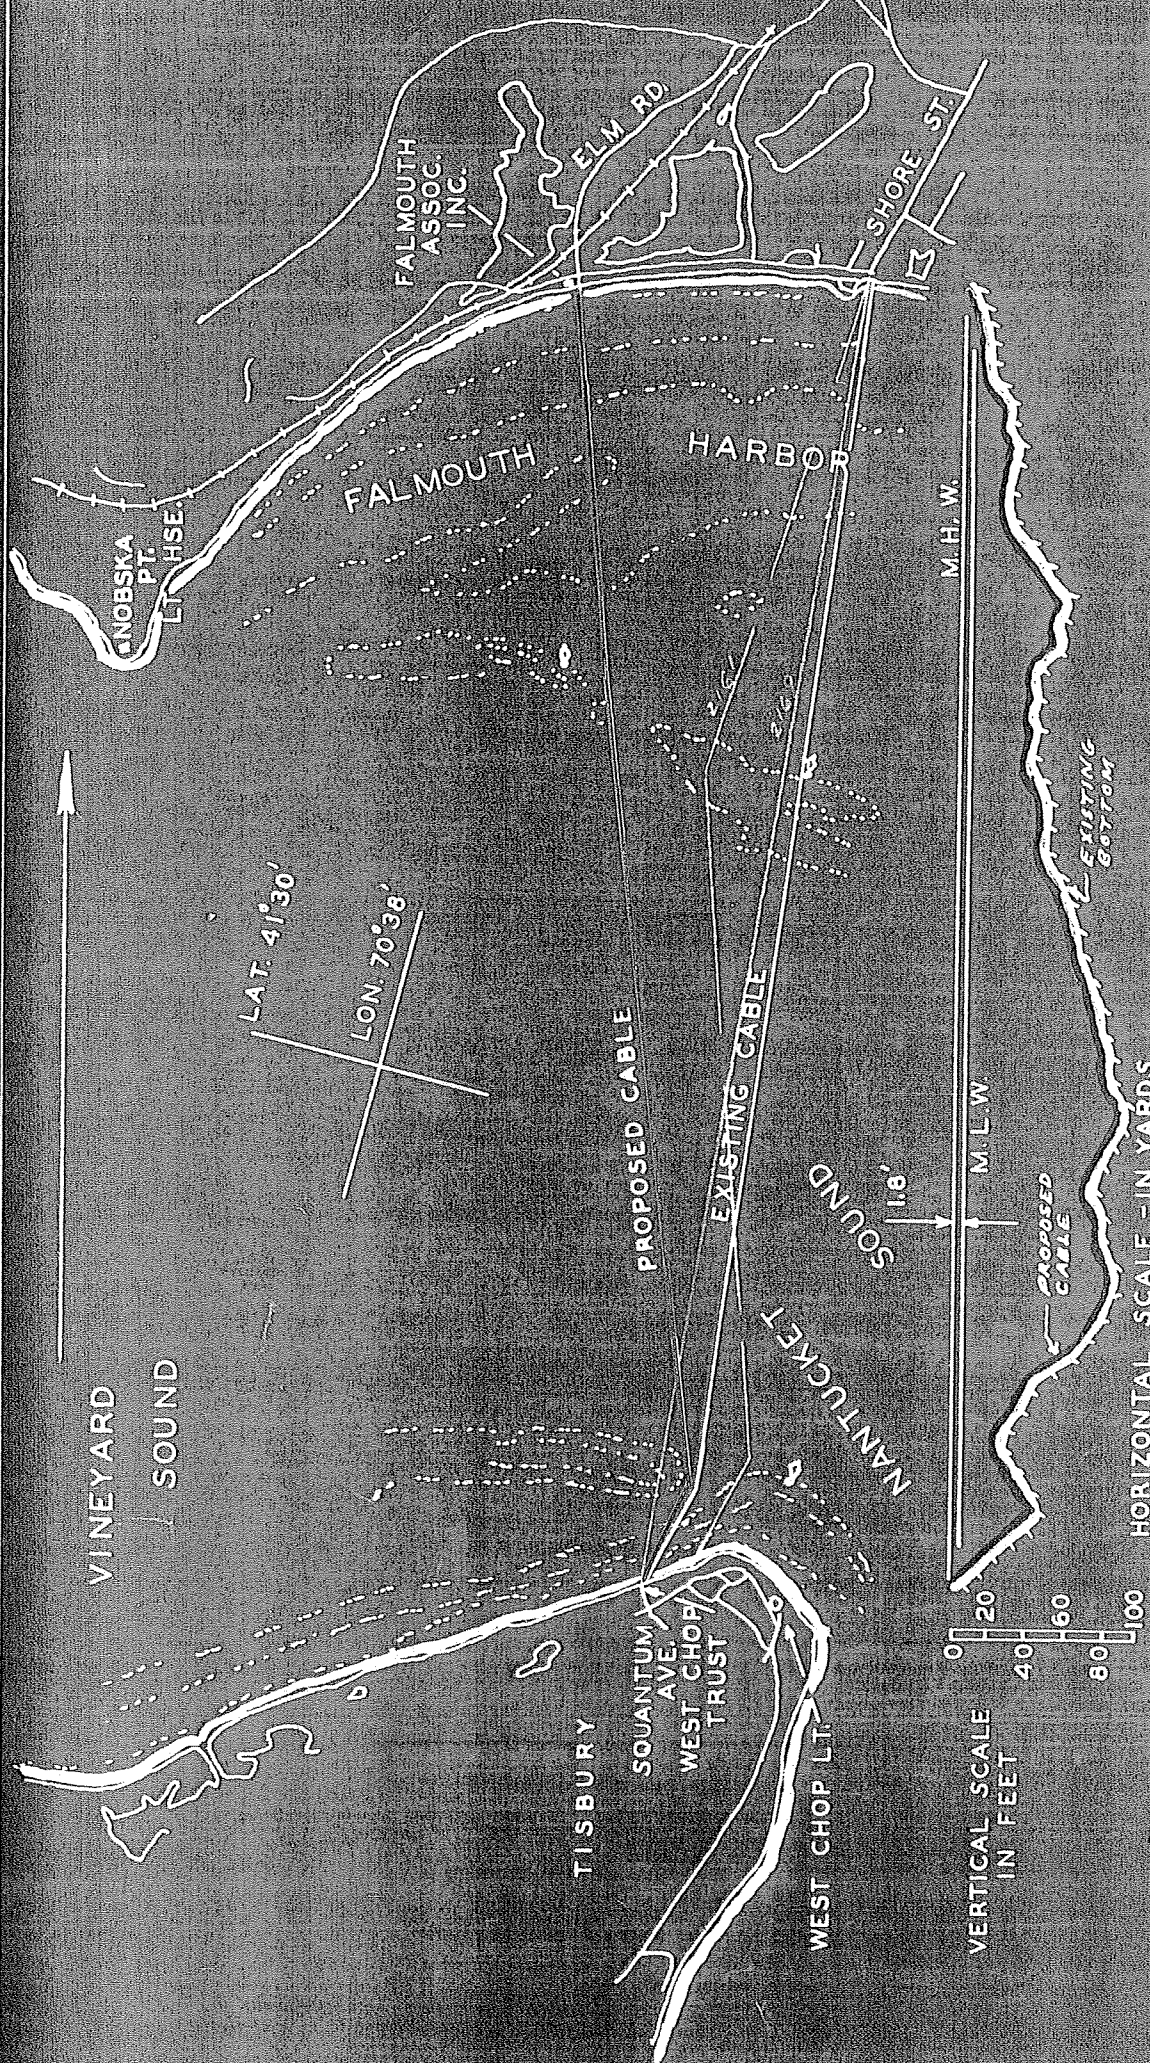 VINEYARD
SOUND
NOBSKA
PT.
LT. HSE.
LAT. 41°30'
LON. 70°38'
FALMOUTH
HARBOR
FALMOUTH
ASSOC.
INC.
ELM RD.
SHORE ST.
PROPOSED CABLE
EXISTING CABLE
NANTUCKET
SOUND
TISBURY
SQUANTUM
AVE.
WEST CHOP
TRUST
WEST CHOP LT.
M.H.W.
M.L.W.
1.8'
PROPOSED
CABLE
EXISTING
BOTTOM
VERTICAL SCALE
IN FEET
0
20
40
60
80
100
HORIZONTAL SCALE - IN YARDS